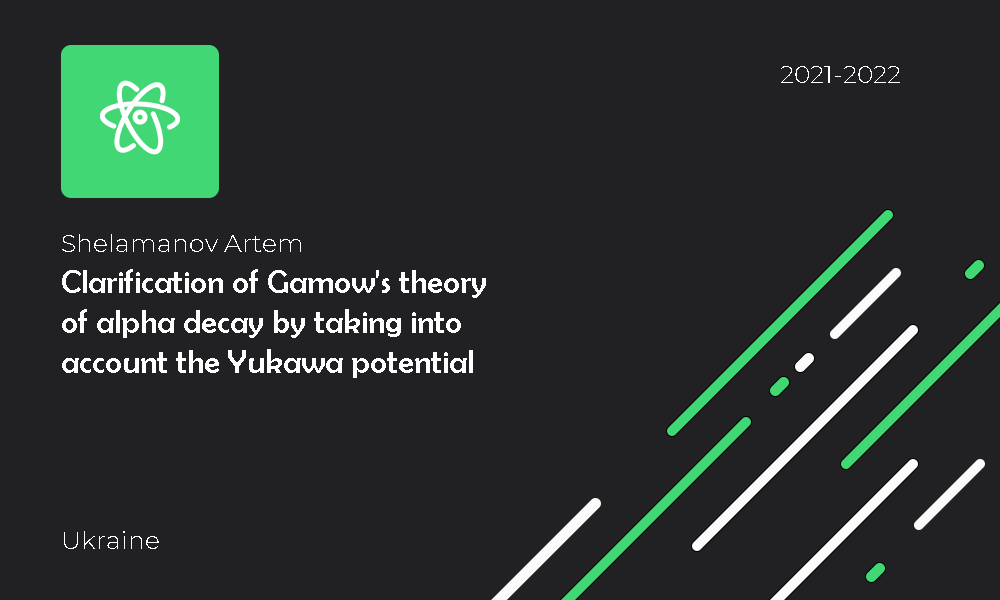 2021-2022
Shelamanov Artem
Clarification of Gamow's theory
of alpha decay by taking into
account the Yukawa potential
Ukraine